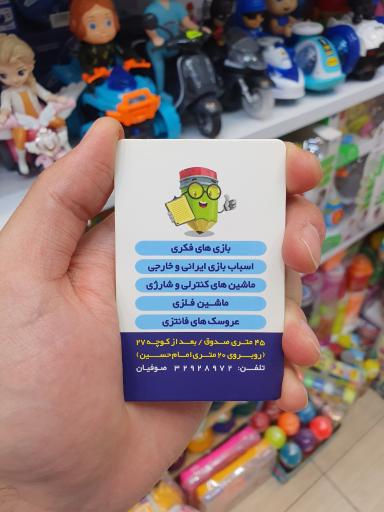 بازی های فکری
اسباب بازی ایرانی و خارجی
ماشین های کنترلی و شارژی
ماشین فلزی
عروسک های فانتزی
۴۵ متری صدوق / بعد از کوچه ۲۷
(روبروی ۲۰ متری امام حسین)
تلفن: ۳۲۹۲۸۹۷۲ صوفیان